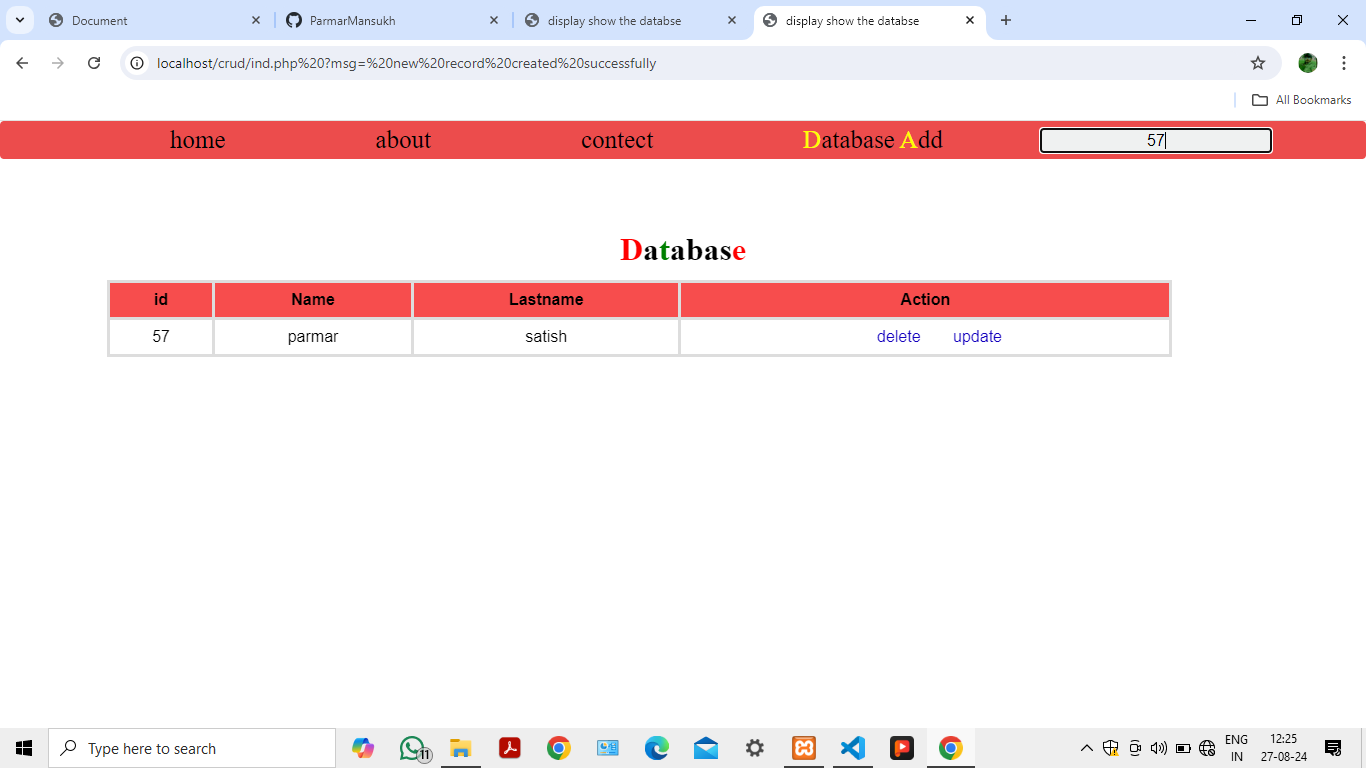 Document
ParmarMansukh
display show the databse
display show the databse
localhost/crud/ind.php%20?msg=%20new%20record%20created%20successfully
All Bookmarks
home about contect Database Add 57
Database
id Name Lastname Action
57 parmar satish delete update
Type here to search
11
ENG
IN
12:25
27-08-24